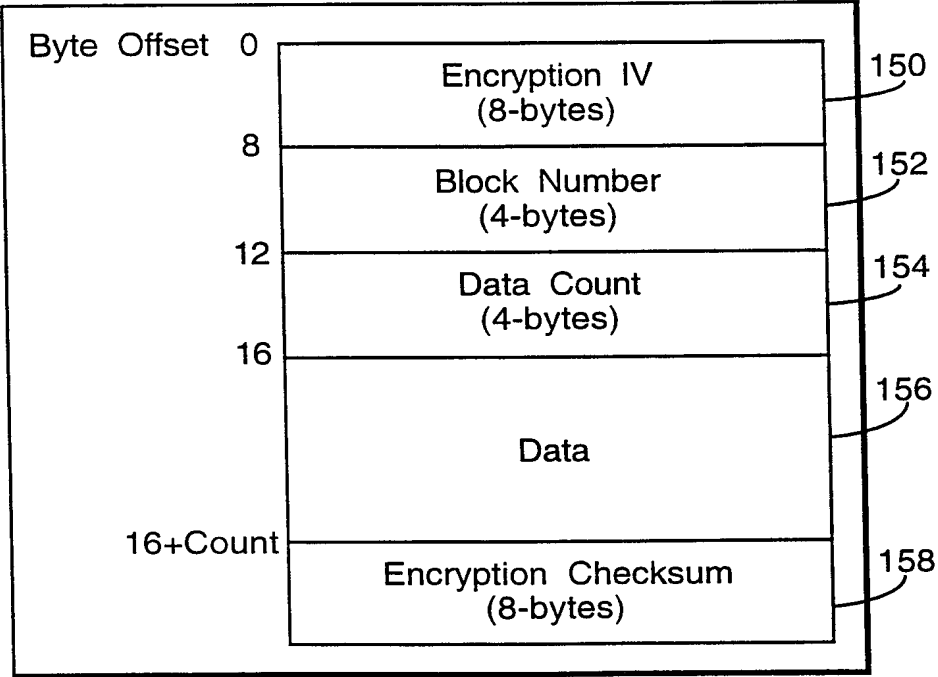 Byte Offset 0
Encryption IV
(8-bytes)
150
8
Block Number
(4-bytes)
152
12
Data Count
(4-bytes)
154
16
Data
156
16+Count
Encryption Checksum
(8-bytes)
158